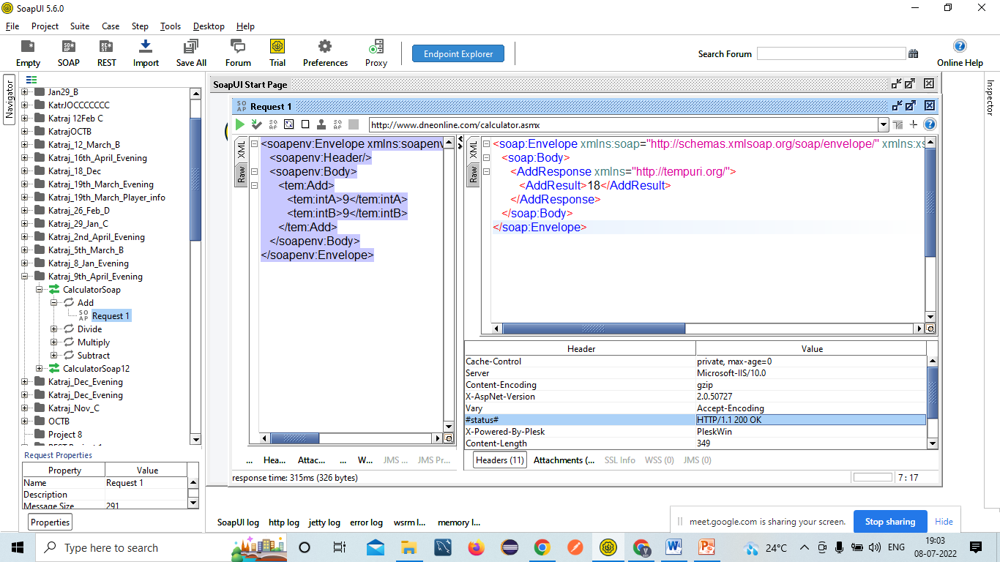 SoapUI 5.6.0
File Project Suite Case Step Tools Desktop Help
Empty SOAP REST Import Save All Forum Trial Preferences Proxy Endpoint Explorer Search Forum Online Help
Navigator
Jan29_B
KatrJOCCCCCCC
Katraj 12Feb C
KatrajOCTB
Katraj_12_March_B
Katraj_16th_April_Evening
Katraj_18_Dec
Katraj_19th_March_Evening
Katraj_19th_March_Player_info
Katraj_26_Feb_D
Katraj_29_Jan_C
Katraj_2nd_April_Evening
Katraj_5th_March_B
Katraj_8_Jan_Evening
Katraj_9th_April_Evening
CalculatorSoap
Add
SOAP Request 1
Divide
Multiply
Subtract
CalculatorSoap12
Katraj_Dec_Evening
Katraj_Dec_Evening
Katraj_Nov_C
OCTB
Project 8
Request Properties
Property Value
Name Request 1
Description
Message Size 291
Properties
SoapUI Start Page
SOAP Request 1
http://www.dneonline.com/calculator.asmx
XML
Raw
<soapenv:Envelope xmlns:soapenv
<soapenv:Header/>
<soapenv:Body>
<tem:Add>
<tem:intA>9</tem:intA>
<tem:intB>9</tem:intB>
</tem:Add>
</soapenv:Body>
</soapenv:Envelope>
XML
Raw
<soap:Envelope xmlns:soap="http://schemas.xmlsoap.org/soap/envelope/" xmlns:xs
<soap:Body>
<AddResponse xmlns="http://tempuri.org/">
<AddResult>18</AddResult>
</AddResponse>
</soap:Body>
</soap:Envelope>
Header Value
Cache-Control private, max-age=0
Server Microsoft-IIS/10.0
Content-Encoding gzip
X-AspNet-Version 2.0.50727
Vary Accept-Encoding
#status# HTTP/1.1 200 OK
X-Powered-By-Plesk PleskWin
Content-Length 349
... Hea... Attac... ... W... JMS ... JMS Pr...
Headers (11) Attachments (... SSL Info WSS (0) JMS (0)
response time: 315ms (326 bytes) 7 : 17
Inspector
SoapUI log http log jetty log error log wsrm l... memory l...
meet.google.com is sharing your screen. Stop sharing Hide
Type here to search 24°C ENG 19:03
08-07-2022